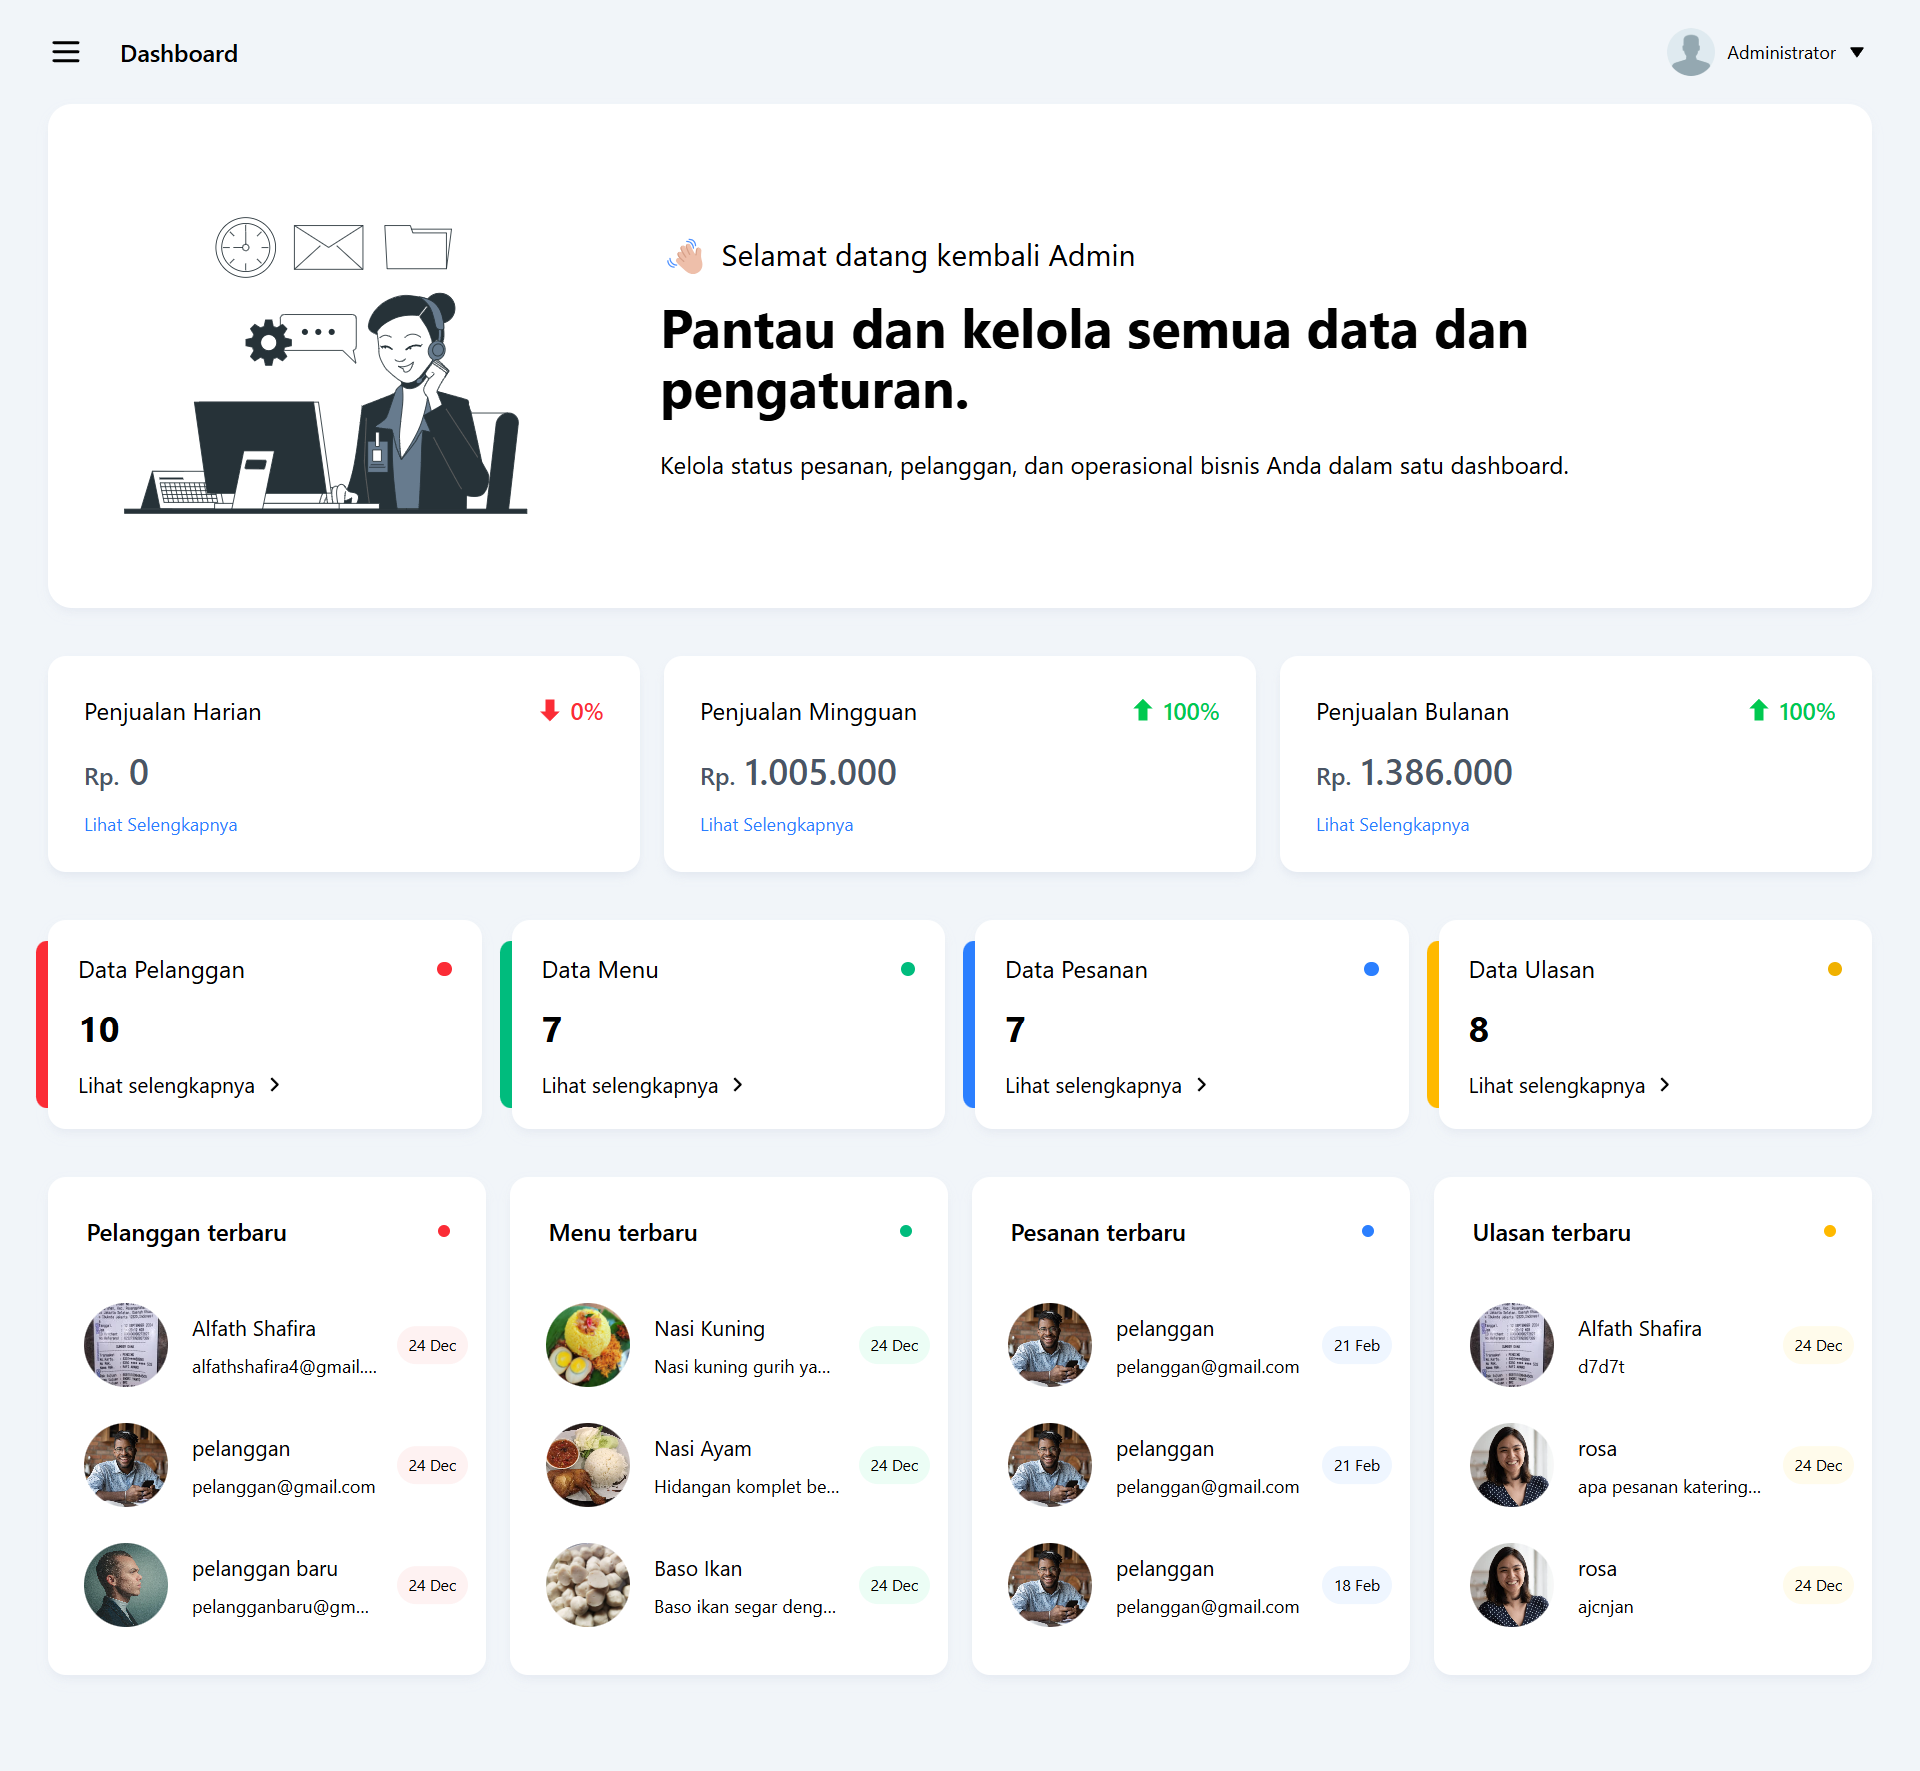 Dashboard
Administrator
Selamat datang kembali Admin
Pantau dan kelola semua data dan
pengaturan.
Kelola status pesanan, pelanggan, dan operasional bisnis Anda dalam satu dashboard.
Penjualan Harian
0%
Rp. 0
Lihat Selengkapnya
Penjualan Mingguan
100%
Rp. 1.005.000
Lihat Selengkapnya
Penjualan Bulanan
100%
Rp. 1.386.000
Lihat Selengkapnya
Data Pelanggan
10
Lihat selengkapnya
Data Menu
7
Lihat selengkapnya
Data Pesanan
7
Lihat selengkapnya
Data Ulasan
8
Lihat selengkapnya
Pelanggan terbaru
Alfath Shafira
alfathshafira4@gmail....
24 Dec
pelanggan
pelanggan@gmail.com
24 Dec
pelanggan baru
pelangganbaru@gm...
24 Dec
Menu terbaru
Nasi Kuning
Nasi kuning gurih ya...
24 Dec
Nasi Ayam
Hidangan komplet be...
24 Dec
Baso Ikan
Baso ikan segar deng...
24 Dec
Pesanan terbaru
pelanggan
pelanggan@gmail.com
21 Feb
pelanggan
pelanggan@gmail.com
21 Feb
pelanggan
pelanggan@gmail.com
18 Feb
Ulasan terbaru
Alfath Shafira
d7d7t
24 Dec
rosa
apa pesanan katering...
24 Dec
rosa
ajcnjan
24 Dec